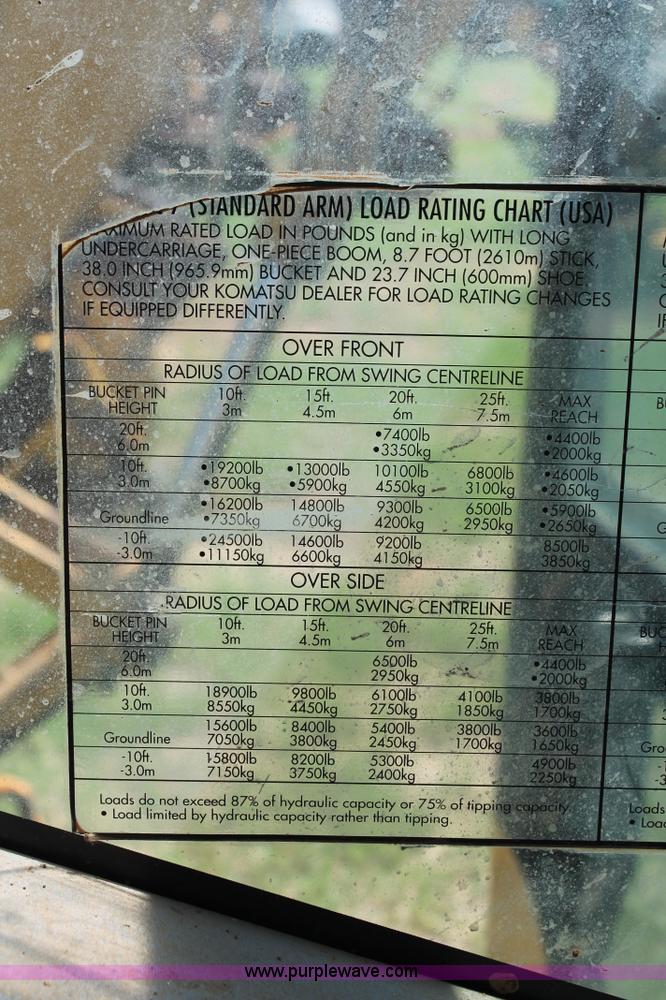 (STANDARD ARM) LOAD RATING CHART (USA)
MAXIMUM RATED LOAD IN POUNDS (and in kg) WITH LONG
UNDERCARRIAGE, ONE-PIECE BOOM, 8.7 FOOT (2610m) STICK,
38.0 INCH (965.9mm) BUCKET AND 23.7 INCH (600mm) SHOE.
CONSULT YOUR KOMATSU DEALER FOR LOAD RATING CHANGES
IF EQUIPPED DIFFERENTLY.
OVER FRONT
RADIUS OF LOAD FROM SWING CENTRELINE
BUCKET PIN 10ft. 15ft. 20ft. 25ft. MAX
HEIGHT 3m 4.5m 6m 7.5m REACH
20ft. •7400lb •4400lb
6.0m •3350kg •2000kg
10ft. •19200lb •13000lb 10100lb 6800lb •4600lb
3.0m •8700kg •5900kg 4550kg 3100kg •2050kg
•16200lb 14800lb 9300lb 6500lb •5900lb
Groundline •7350kg 6700kg 4200kg 2950kg •2650kg
-10ft. •24500lb 14600lb 9200lb 8500lb
-3.0m •11150kg 6600kg 4150kg 3850kg
OVER SIDE
RADIUS OF LOAD FROM SWING CENTRELINE
BUCKET PIN 10ft. 15ft. 20ft. 25ft. MAX
HEIGHT 3m 4.5m 6m 7.5m REACH
20ft. 6500lb •4400lb
6.0m 2950kg •2000kg
10ft. 18900lb 9800lb 6100lb 4100lb 3800lb
3.0m 8550kg 4450kg 2750kg 1850kg 1700kg
15600lb 8400lb 5400lb 3800lb 3600lb
Groundline 7050kg 3800kg 2450kg 1700kg 1650kg
-10ft. 15800lb 8200lb 5300lb 4900lb
-3.0m 7150kg 3750kg 2400kg 2250kg
Loads do not exceed 87% of hydraulic capacity or 75% of tipping capacity
• Load limited by hydraulic capacity rather than tipping.
Loads
www.purplewave.com